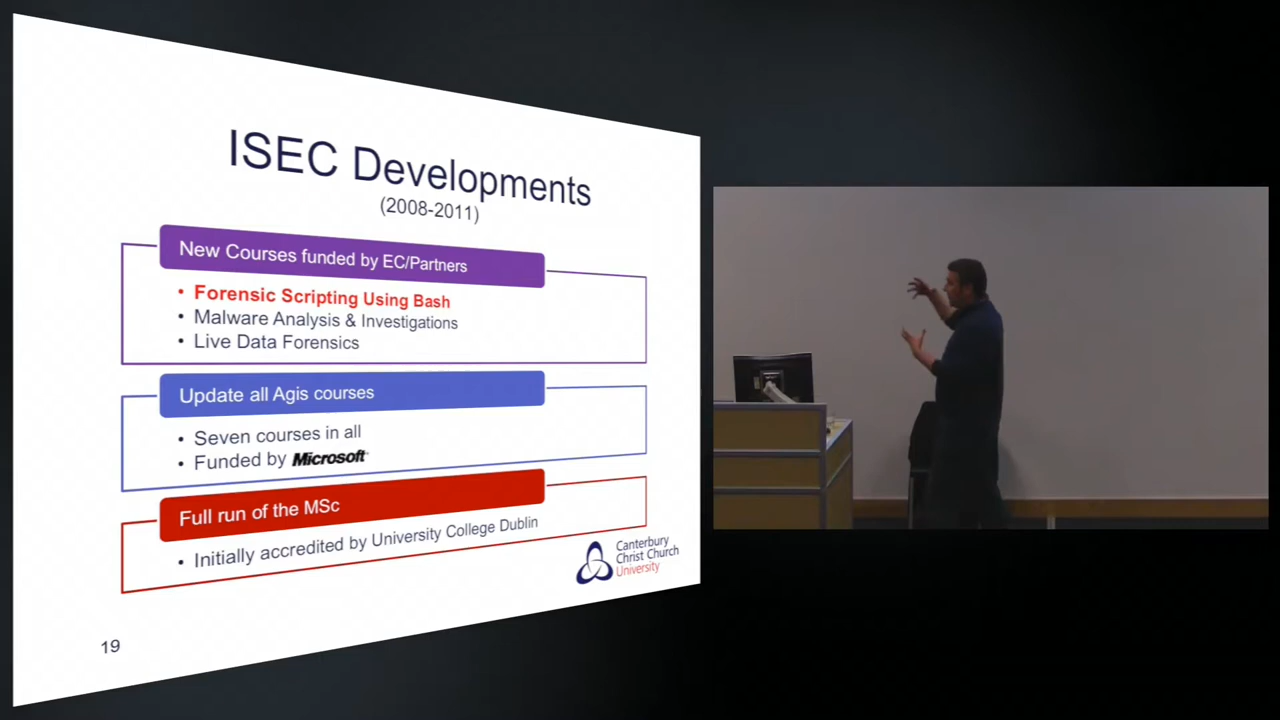 ISEC Developments
(2008-2011)
New Courses funded by EC/Partners
• Forensic Scripting Using Bash
• Malware Analysis & Investigations
• Live Data Forensics
Update all Agis courses
• Seven courses in all
• Funded by Microsoft
Full run of the MSc
• Initially accredited by University College Dublin
Canterbury
Christ Church
University
19